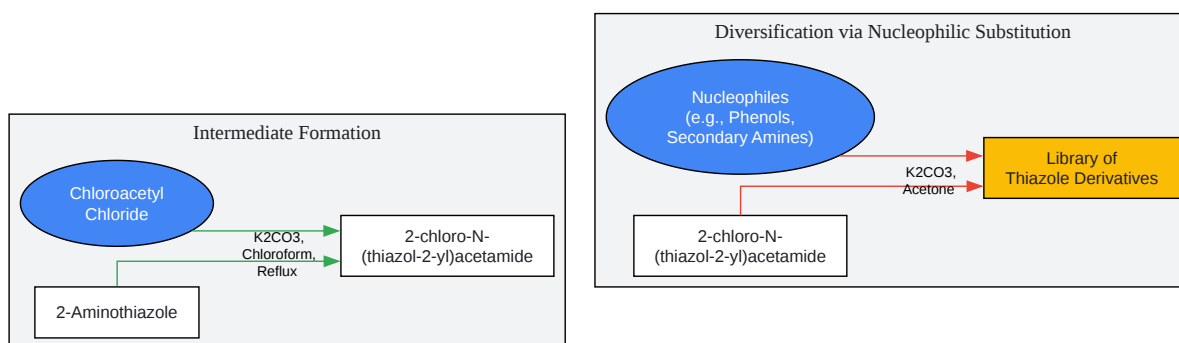 Intermediate Formation
Chloroacetyl
Chloride
K2CO3,
Chloroform,
Reflux
2-chloro-N-
(thiazol-2-yl)acetamide
2-Aminothiazole
Diversification via Nucleophilic Substitution
Nucleophiles
(e.g., Phenols,
Secondary Amines)
K2CO3,
Acetone
Library of
Thiazole Derivatives
2-chloro-N-
(thiazol-2-yl)acetamide